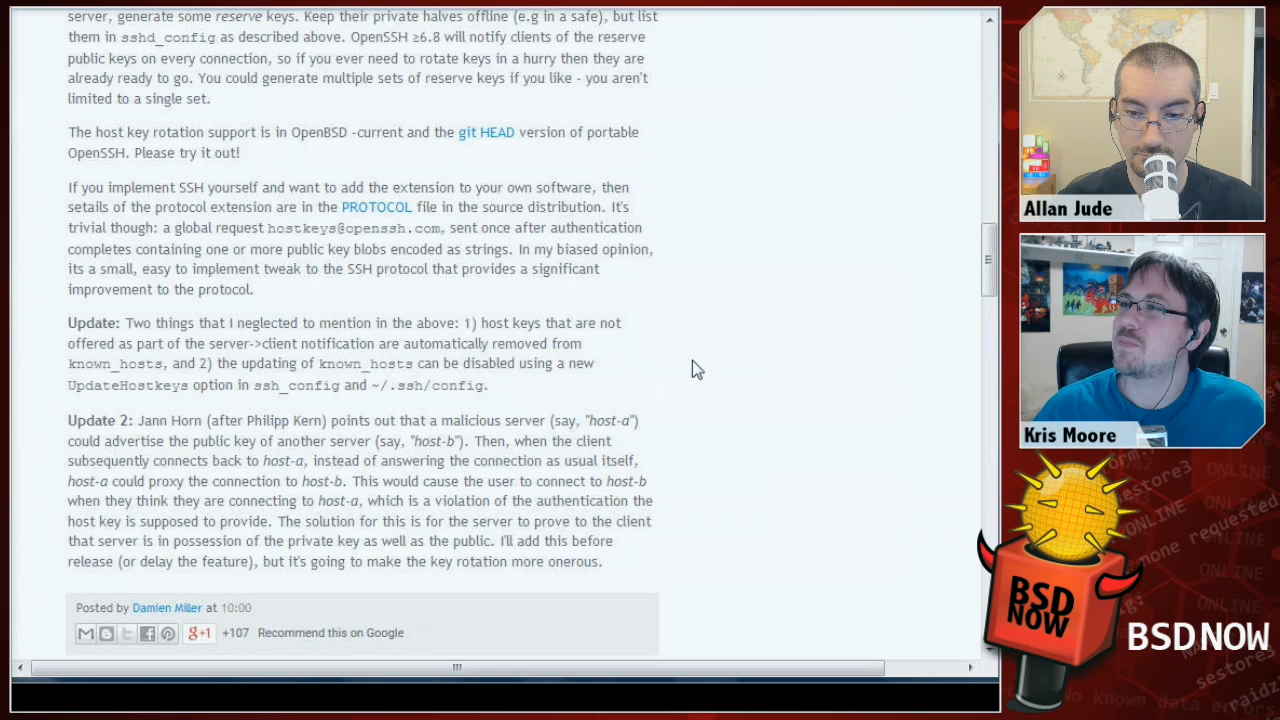 server, generate some reserve keys. Keep their private halves offline (e.g in a safe), but list
them in sshd_config as described above. OpenSSH ≥6.8 will notify clients of the reserve
public keys on every connection, so if you ever need to rotate keys in a hurry then they are
already ready to go. You could generate multiple sets of reserve keys if you like - you aren't
limited to a single set.
The host key rotation support is in OpenBSD -current and the git HEAD version of portable
OpenSSH. Please try it out!
If you implement SSH yourself and want to add the extension to your own software, then
setails of the protocol extension are in the PROTOCOL file in the source distribution. It's
trivial though: a global request hostkeys@openssh.com, sent once after authentication
completes containing one or more public key blobs encoded as strings. In my biased opinion,
its a small, easy to implement tweak to the SSH protocol that provides a significant
improvement to the protocol.
Update: Two things that I neglected to mention in the above: 1) host keys that are not
offered as part of the server->client notification are automatically removed from
known_hosts, and 2) the updating of known_hosts can be disabled using a new
UpdateHostkeys option in ssh_config and ~/.ssh/config.
Update 2: Jann Horn (after Philipp Kern) points out that a malicious server (say, "host-a")
could advertise the public key of another server (say, "host-b"). Then, when the client
subsequently connects back to host-a, instead of answering the connection as usual itself,
host-a could proxy the connection to host-b. This would cause the user to connect to host-b
when they think they are connecting to host-a, which is a violation of the authentication the
host key is supposed to provide. The solution for this is for the server to prove to the client
that server is in possession of the private key as well as the public. I'll add this before
release (or delay the feature), but it's going to make the key rotation more onerous.
Posted by Damien Miller at 10:00
g+1 +107 Recommend this on Google
Allan Jude
Kris Moore
BSD
NOW
BSDNOW
ONLINE
ONLINE
none requested
ONLINE
ONLINE
No known data errors